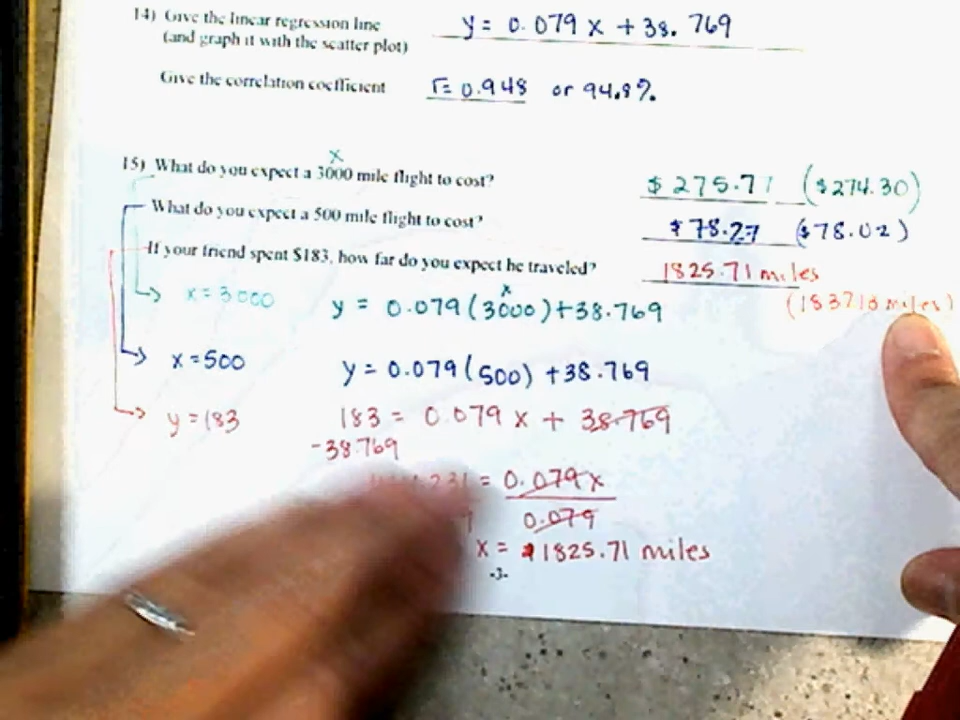 14) Give the linear regression line
(and graph it with the scatter plot)
y = 0.079 x + 38.769
Give the correlation coefficient
r = 0.948 or 94.8%
x
15) What do you expect a 3000 mile flight to cost?
$ 275.77 ($274.30)
What do you expect a 500 mile flight to cost?
$78.27 ($78.02)
If your friend spent $183, how far do you expect he traveled?
1825.71 miles
(1837.13 miles)
x = 3000
x
y = 0.079(3000)+38.769
x = 500
y = 0.079(500) +38.769
y = 183
183 = 0.079 x + 38.769
-38.769
= 0.079x
0.079
x = 1825.71 miles
-3-